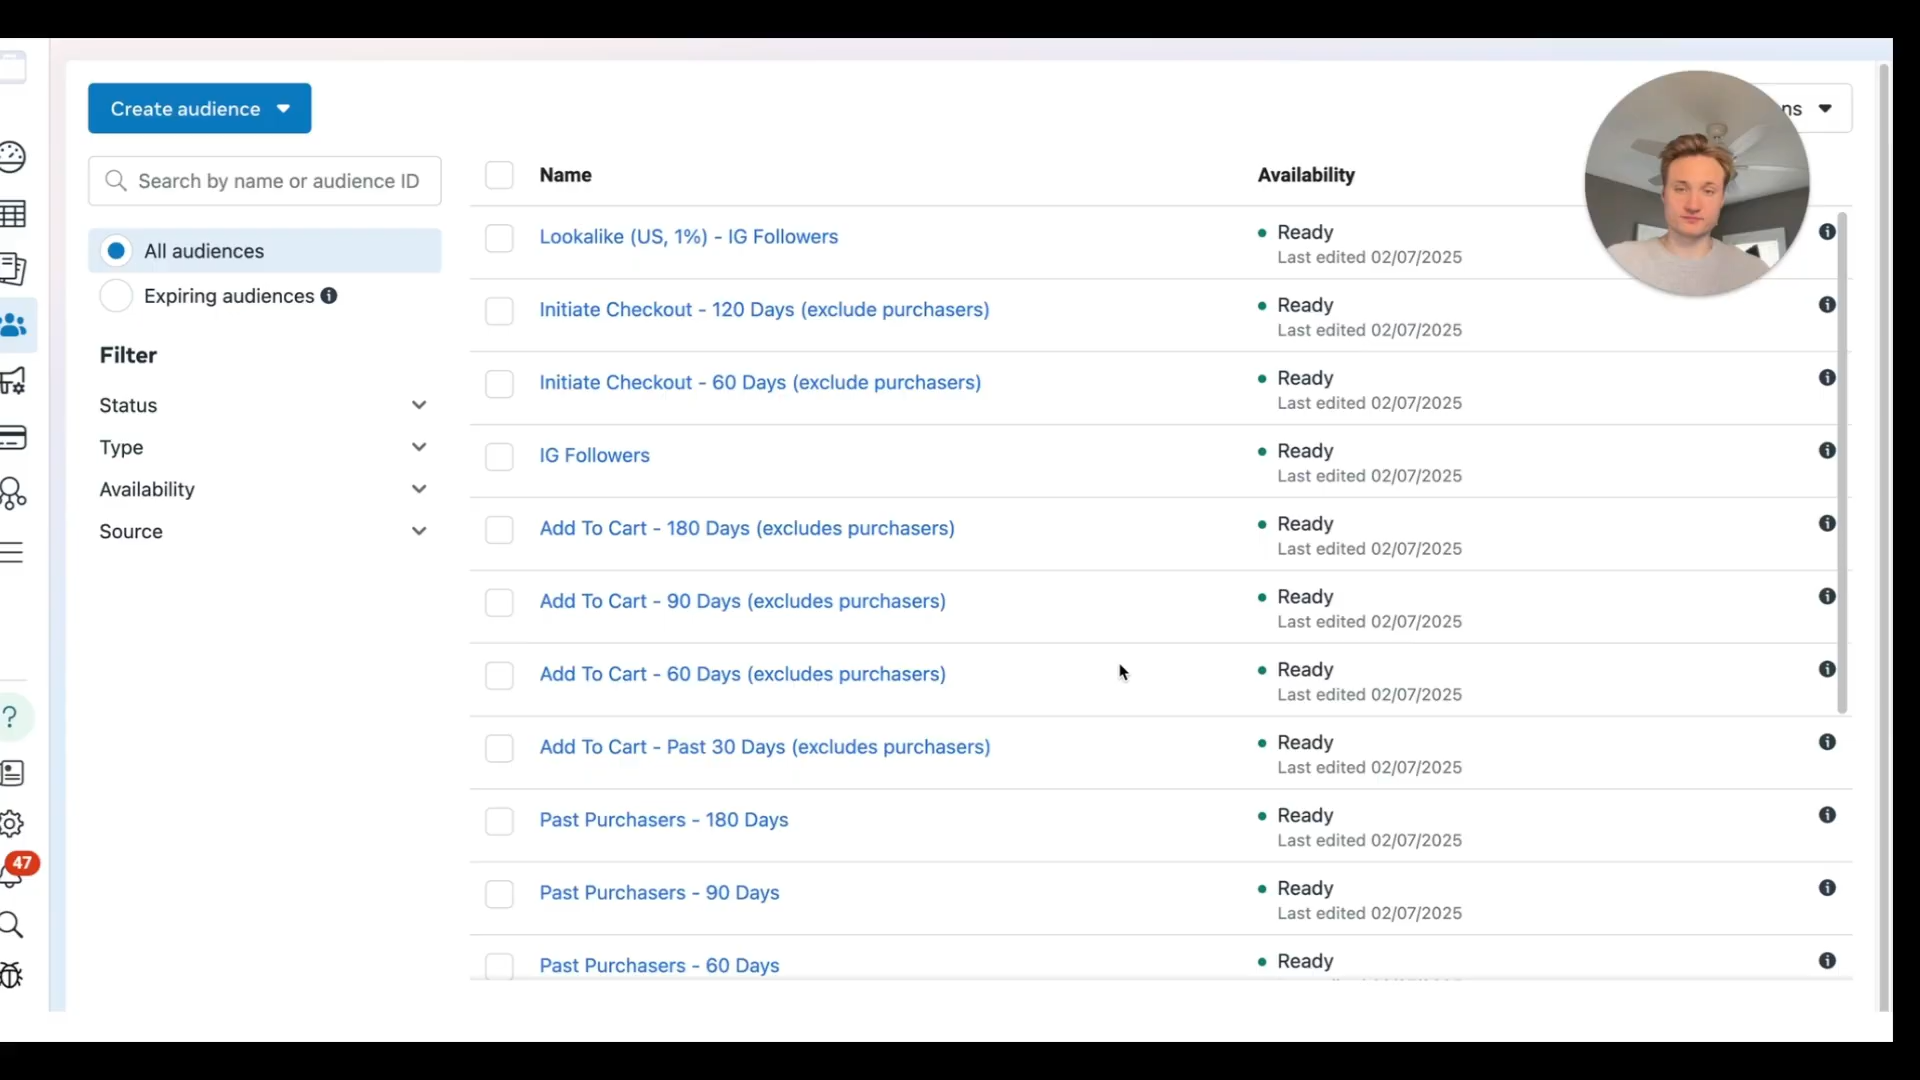 Create audience
ns
Search by name or audience ID
All audiences
Expiring audiences
Filter
Status
Type
Availability
Source
47
Name
Availability
Lookalike (US, 1%) - IG Followers
Ready
Last edited 02/07/2025
Initiate Checkout - 120 Days (exclude purchasers)
Ready
Last edited 02/07/2025
Initiate Checkout - 60 Days (exclude purchasers)
Ready
Last edited 02/07/2025
IG Followers
Ready
Last edited 02/07/2025
Add To Cart - 180 Days (excludes purchasers)
Ready
Last edited 02/07/2025
Add To Cart - 90 Days (excludes purchasers)
Ready
Last edited 02/07/2025
Add To Cart - 60 Days (excludes purchasers)
Ready
Last edited 02/07/2025
Add To Cart - Past 30 Days (excludes purchasers)
Ready
Last edited 02/07/2025
Past Purchasers - 180 Days
Ready
Last edited 02/07/2025
Past Purchasers - 90 Days
Ready
Last edited 02/07/2025
Past Purchasers - 60 Days
Ready